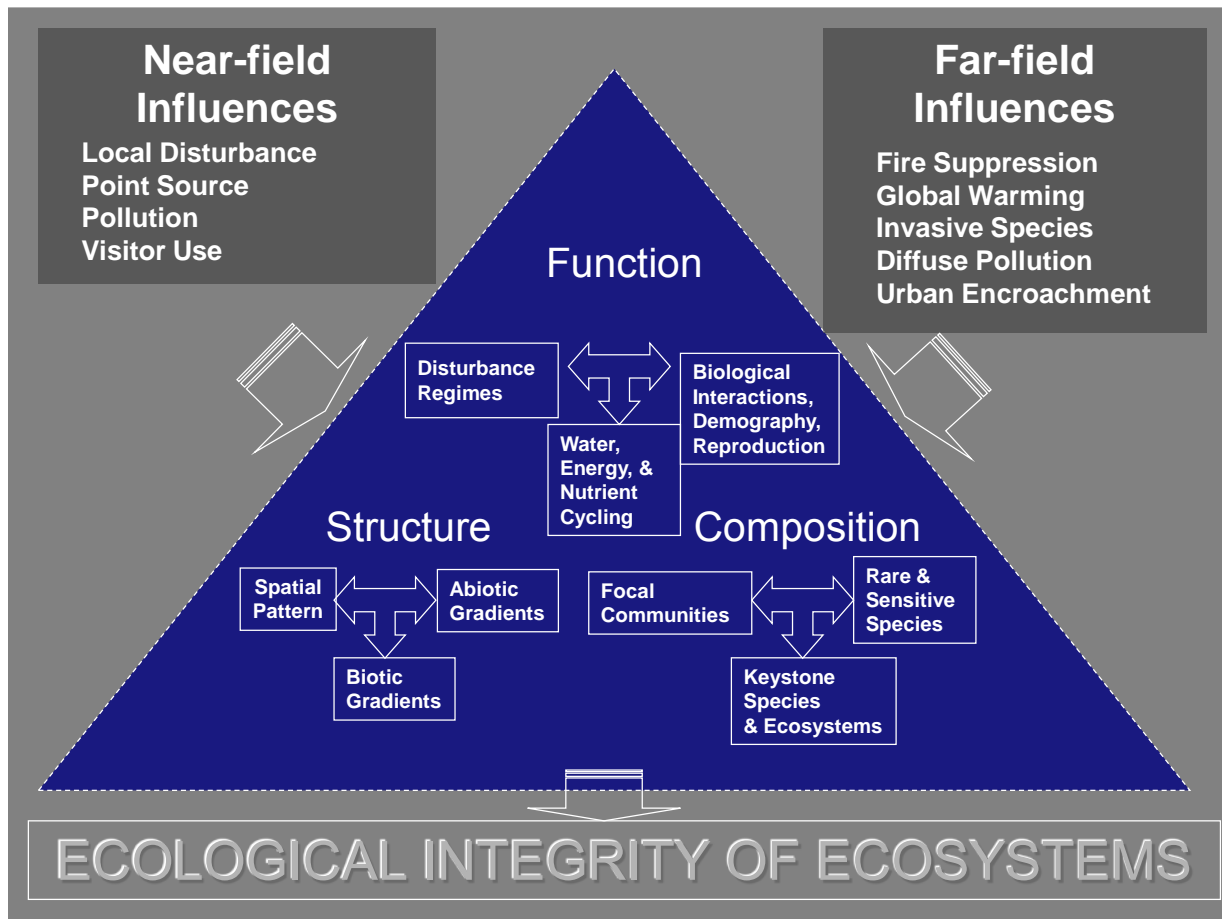 Near-field
Influences
Local Disturbance
Point Source
Pollution
Visitor Use
Far-field
Influences
Fire Suppression
Global Warming
Invasive Species
Diffuse Pollution
Urban Encroachment
Function
Disturbance
Regimes
Biological
Interactions,
Demography,
Reproduction
Water,
Energy, &
Nutrient
Cycling
Structure
Spatial
Pattern
Abiotic
Gradients
Biotic
Gradients
Composition
Focal
Communities
Rare &
Sensitive
Species
Keystone
Species
& Ecosystems
ECOLOGICAL INTEGRITY OF ECOSYSTEMS